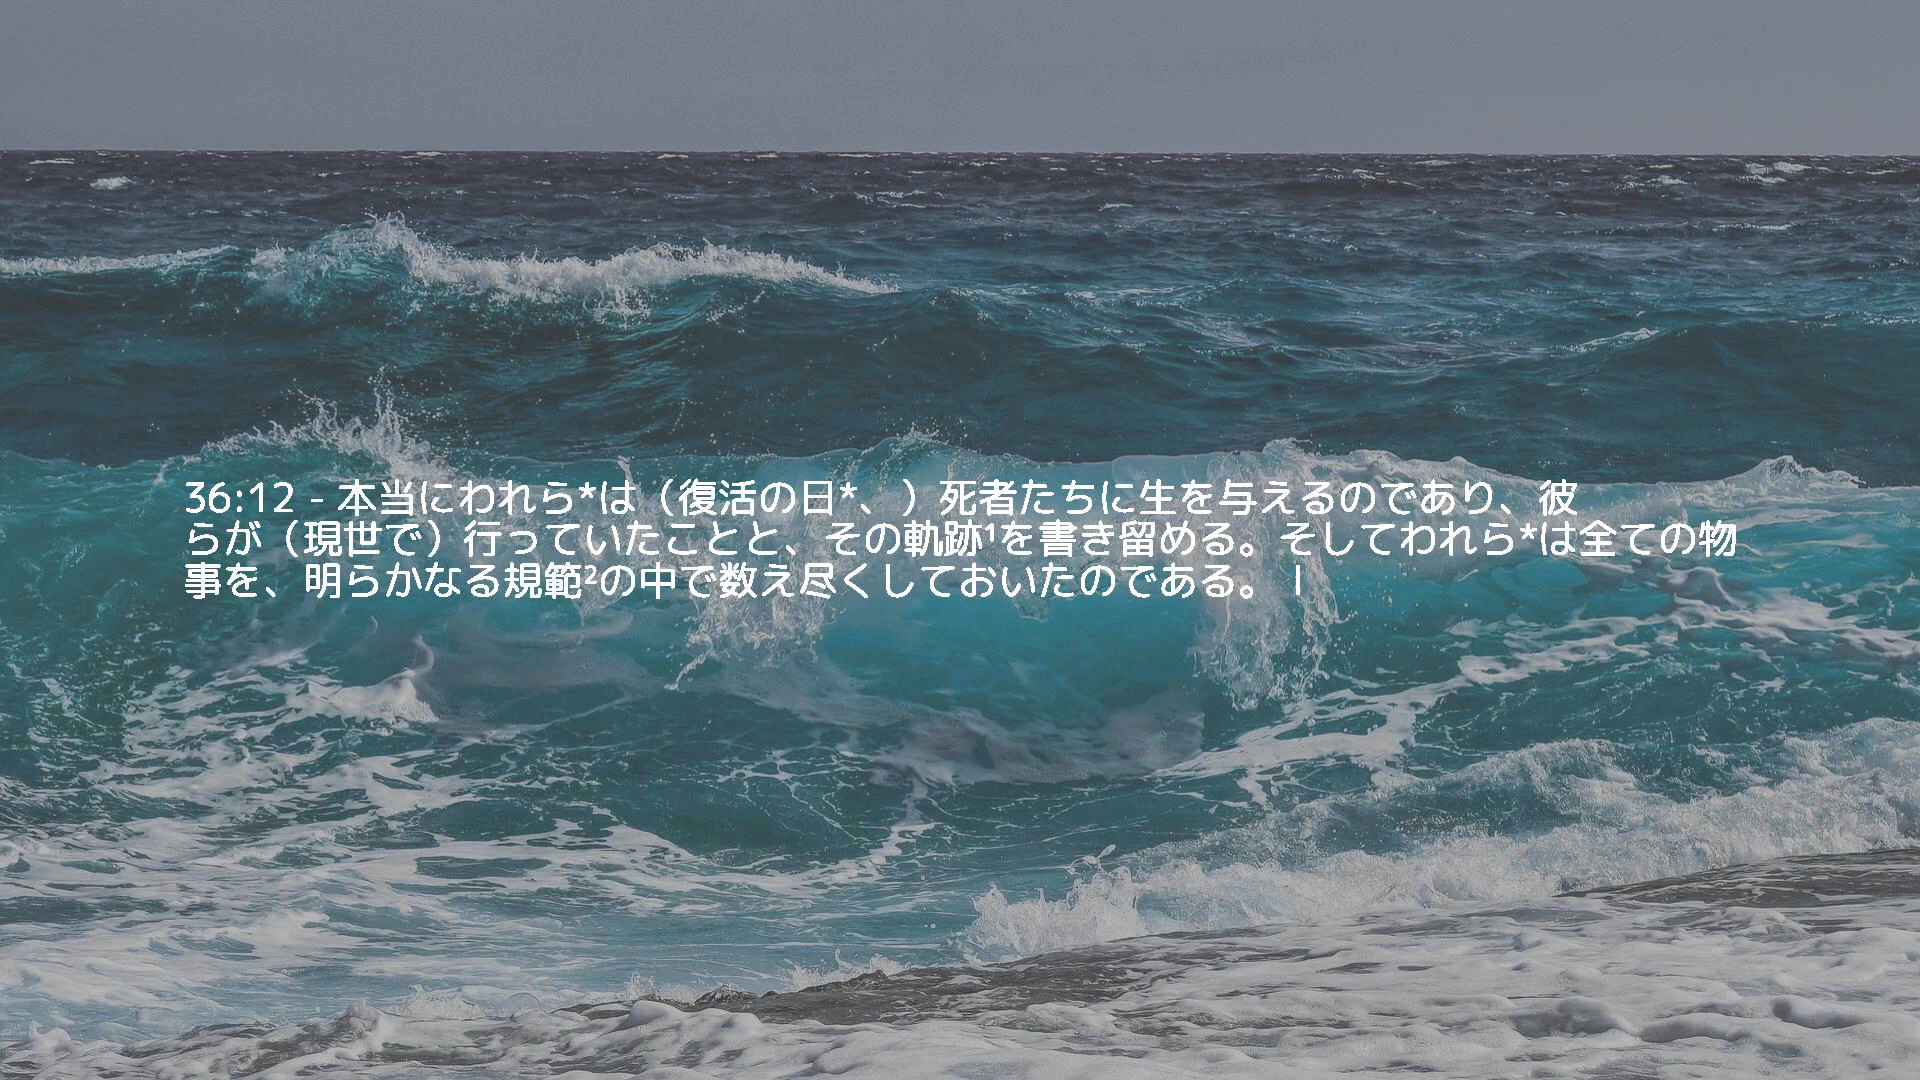 36:12 - 本当にわれら*は（復活の日*、）死者たちに生を与えるのであり、彼
らが（現世で）行っていたことと、その軌跡¹を書き留める。そしてわれら*は全ての物
事を、明らかなる規範²の中で数え尽くしておいたのである。 |